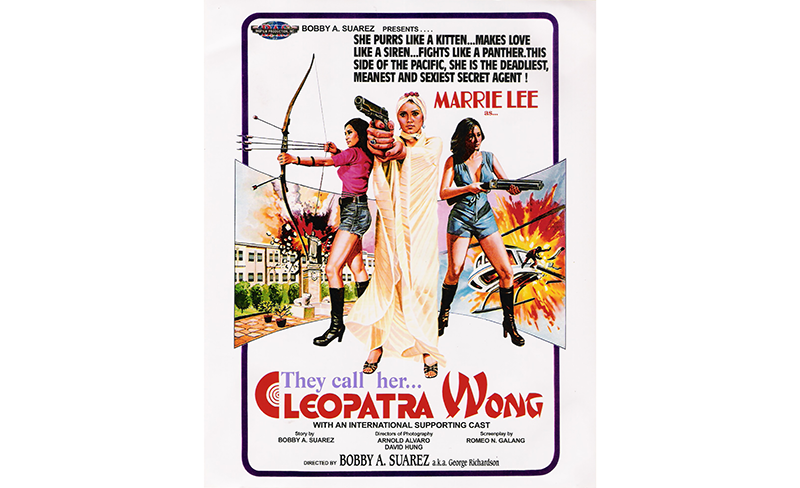 BOBBY A. SUAREZ PRESENTS....
SHE PURRS LIKE A KITTEN...MAKES LOVE
LIKE A SIREN...FIGHTS LIKE A PANTHER.THIS
SIDE OF THE PACIFIC, SHE IS THE DEADLIEST,
MEANEST AND SEXIEST SECRET AGENT !
MARRIE LEE
as...
They call her...
CLEOPATRA WONG
WITH AN INTERNATIONAL SUPPORTING CAST
Story by
BOBBY A. SUAREZ
Directors of Photography
ARNOLD ALVARO
DAVID HUNG
Screenplay by
ROMEO N. GALANG
DIRECTED BY BOBBY A. SUAREZ a.k.a. George Richardson